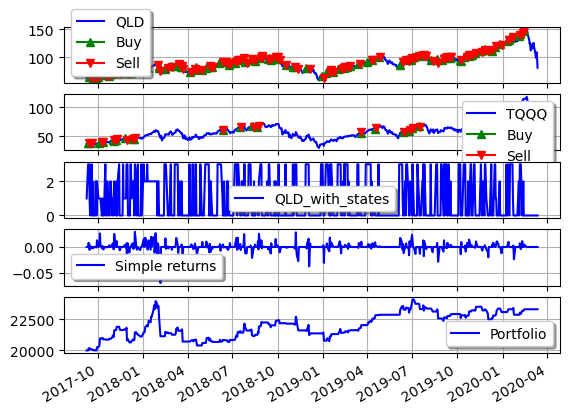 QLD
Buy
Sell
150
100
TQQQ
Buy
Sell
100
50
QLD_with_states
2
0
Simple returns
0.00
−0.05
Portfolio
22500
20000
2017-10
2018-01
2018-04
2018-07
2018-10
2019-01
2019-04
2019-07
2019-10
2020-01
2020-04